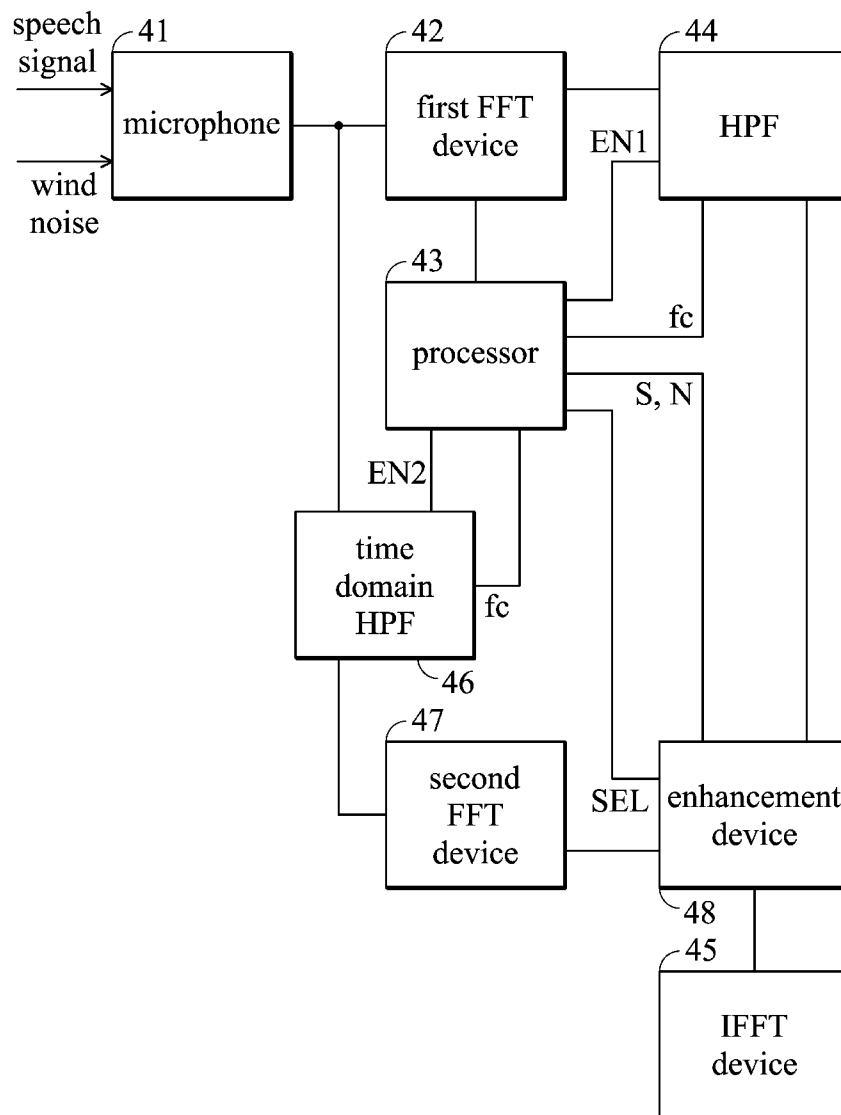 speech
signal
41
microphone
wind
noise
42
first FFT
device
44
HPF
EN1
43
processor
fc
S, N
EN2
time
domain
HPF
fc
46
47
second
FFT
device
SEL
enhancement
device
48
45
IFFT
device